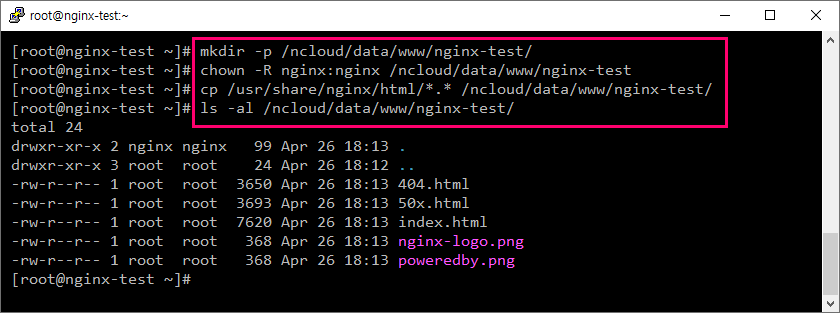 root@nginx-test:~
[root@nginx-test ~]# mkdir -p /ncloud/data/www/nginx-test/
[root@nginx-test ~]# chown -R nginx:nginx /ncloud/data/www/nginx-test
[root@nginx-test ~]# cp /usr/share/nginx/html/*.* /ncloud/data/www/nginx-test/
[root@nginx-test ~]# ls -al /ncloud/data/www/nginx-test/
total 24
drwxr-xr-x 2 nginx nginx   99 Apr 26 18:13 .
drwxr-xr-x 3 root  root    24 Apr 26 18:12 ..
-rw-r--r-- 1 root  root  3650 Apr 26 18:13 404.html
-rw-r--r-- 1 root  root  3693 Apr 26 18:13 50x.html
-rw-r--r-- 1 root  root  7620 Apr 26 18:13 index.html
-rw-r--r-- 1 root  root   368 Apr 26 18:13 nginx-logo.png
-rw-r--r-- 1 root  root   368 Apr 26 18:13 poweredby.png
[root@nginx-test ~]#